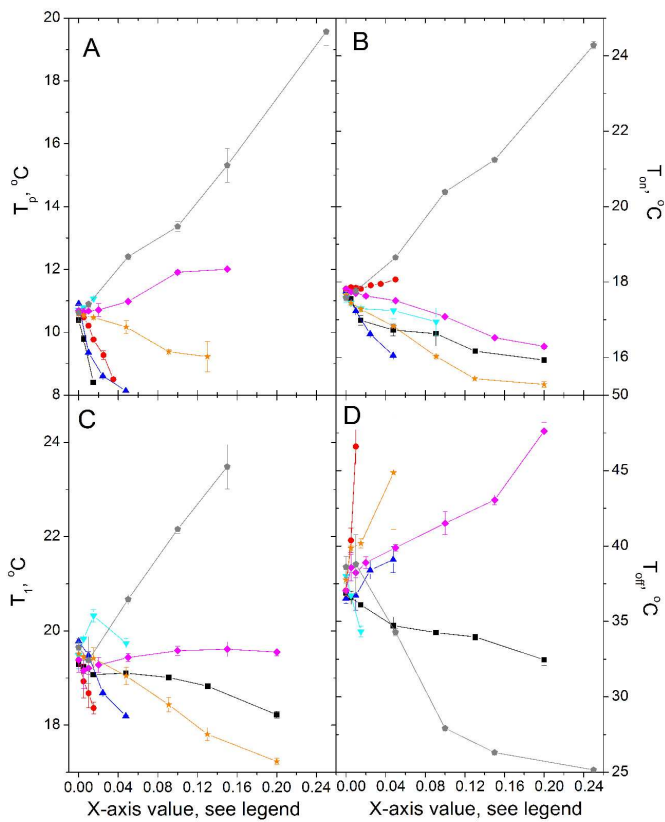 A
B
20
18
16
14
12
10
8
T_p, °C
24
22
20
18
16
T_on, °C
C
D
24
22
20
18
T_1, °C
50
45
40
35
30
25
T_off, °C
0.00 0.04 0.08 0.12 0.16 0.20 0.24
0.00 0.04 0.08 0.12 0.16 0.20 0.24
X-axis value, see legend
X-axis value, see legend